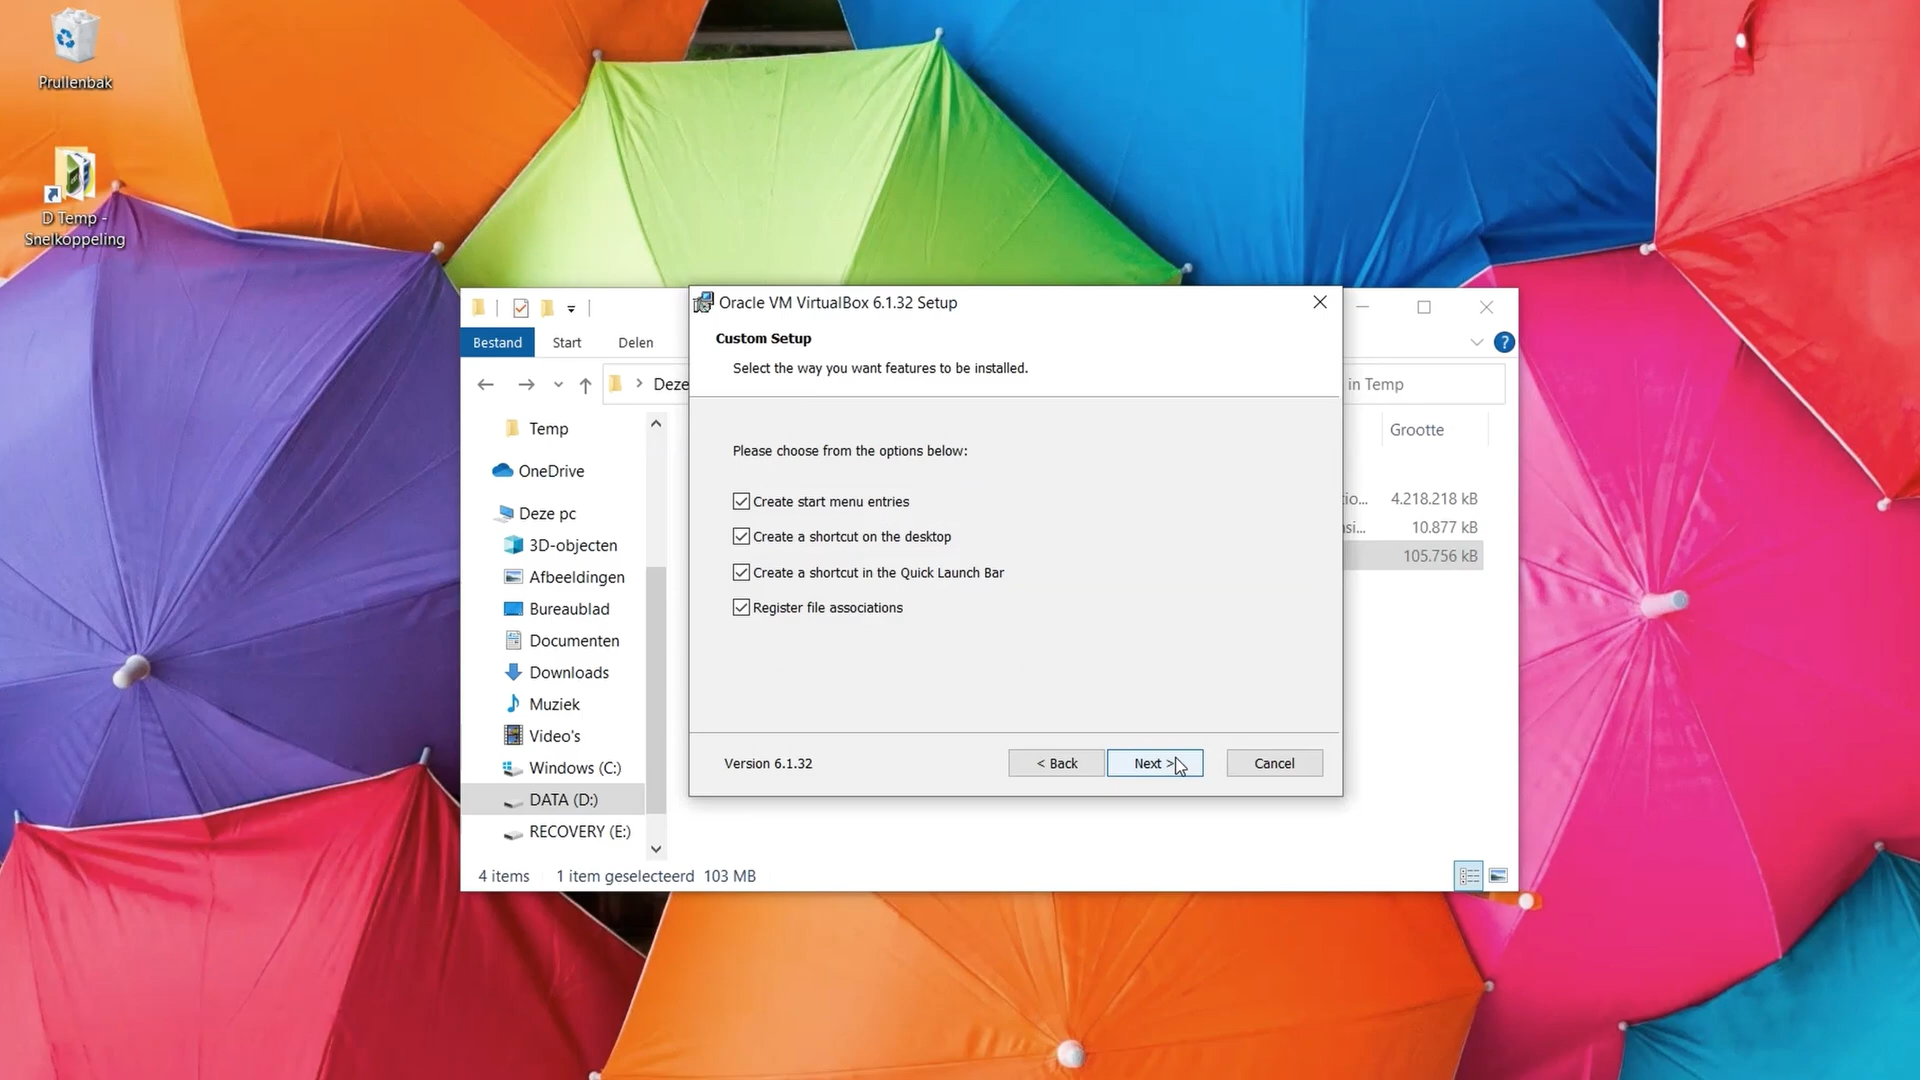 Prullenbak
D Temp -
Snelkoppeling
Oracle VM VirtualBox 6.1.32 Setup
Custom Setup
Select the way you want features to be installed.
Please choose from the options below:
Create start menu entries
Create a shortcut on the desktop
Create a shortcut in the Quick Launch Bar
Register file associations
Version 6.1.32
< Back
Next >
Cancel
Bestand
Start
Delen
?
Deze
in Temp
Temp
OneDrive
Deze pc
3D-objecten
Afbeeldingen
Bureaublad
Documenten
Downloads
Muziek
Video's
Windows (C:)
DATA (D:)
RECOVERY (E:)
Grootte
4.218.218 kB
10.877 kB
105.756 kB
4 items 1 item geselecteerd 103 MB